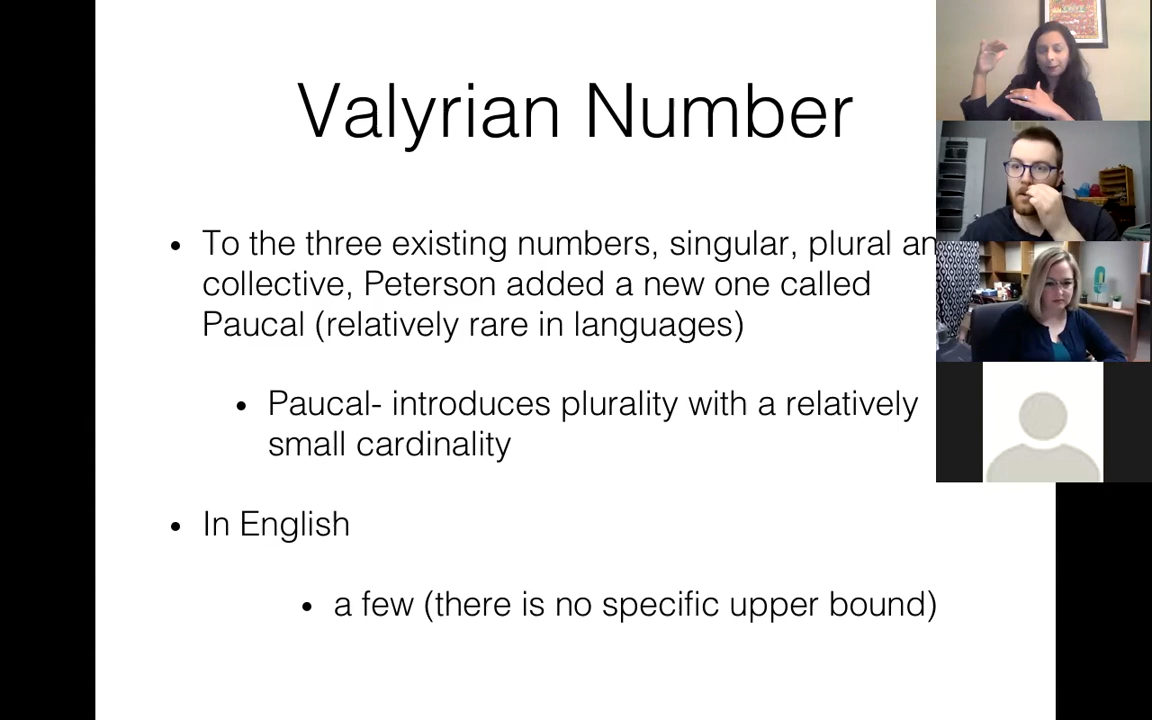 Valyrian Number
• To the three existing numbers, singular, plural an
collective, Peterson added a new one called
Paucal (relatively rare in languages)
• Paucal- introduces plurality with a relatively
small cardinality
• In English
• a few (there is no specific upper bound)